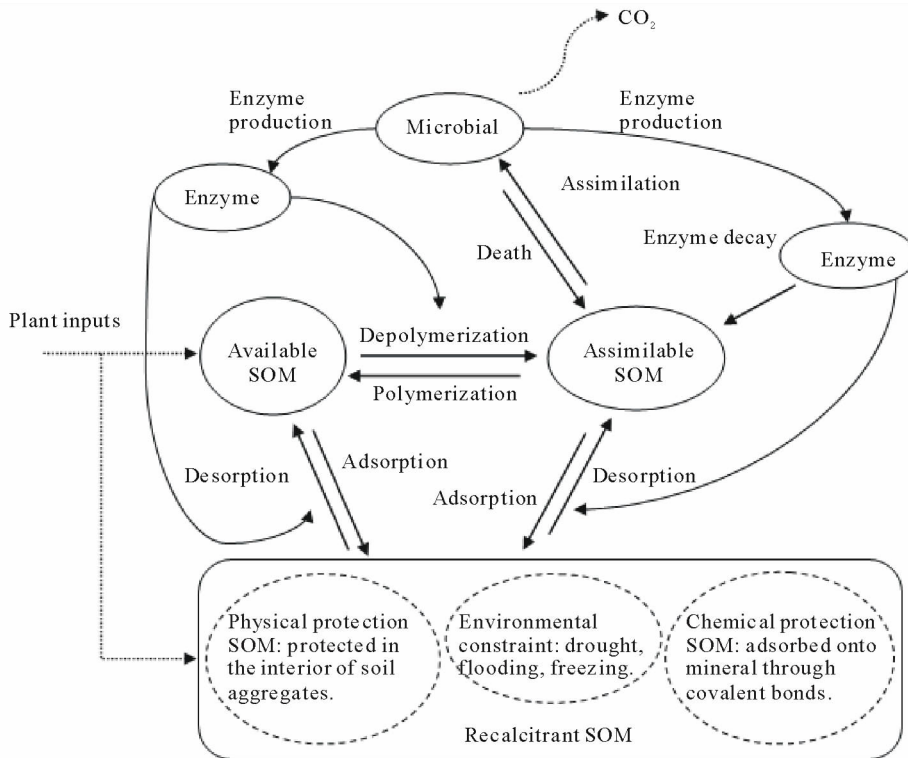 CO₂
Enzyme
production
Microbial
Enzyme
production
Enzyme
Assimilation
Death
Enzyme decay
Enzyme
Plant inputs
Available
SOM
Depolymerization
Polymerization
Assimilable
SOM
Desorption
Adsorption
Adsorption
Desorption
Physical protection
SOM: protected in
the interior of soil
aggregates.
Environmental
constraint: drought,
flooding, freezing.
Chemical protection
SOM: adsorbed onto
mineral through
covalent bonds.
Recalcitrant SOM